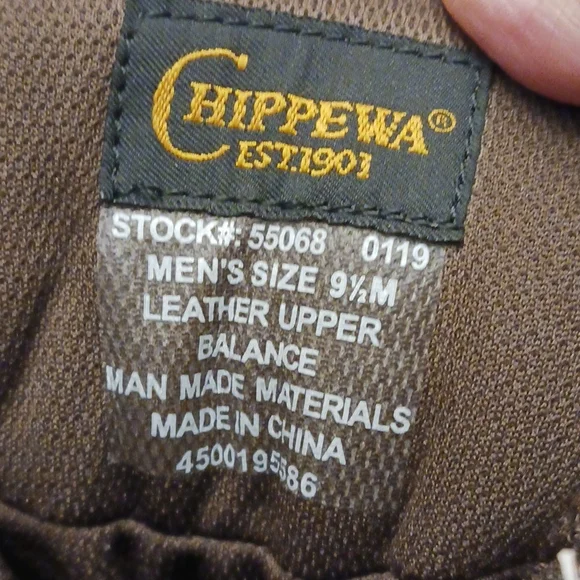 CHIPPEWA®
EST.1901
STOCK#: 55068 0119
MEN'S SIZE 9½M
LEATHER UPPER
BALANCE
MAN MADE MATERIALS
MADE IN CHINA